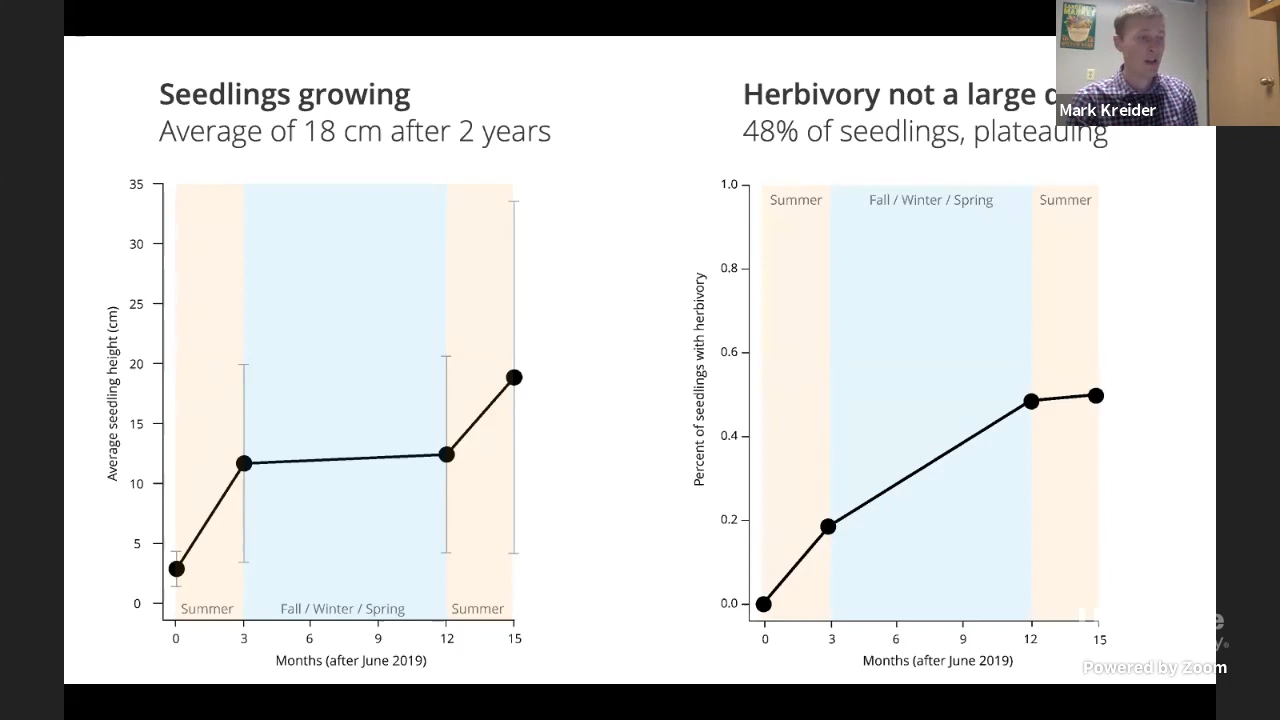 Seedlings growing
Average of 18 cm after 2 years
35
30
25
20
15
10
5
0
Average seedling height (cm)
Summer
Fall / Winter / Spring
Summer
0
3
6
9
12
15
Months (after June 2019)
Herbivory not a large
48% of seedlings, plateauing
1.0
0.8
0.6
0.4
0.2
0.0
Percent of seedlings with herbivory
Summer
Fall / Winter / Spring
Summer
0
3
6
9
12
15
Months (after June 2019)
Mark Kreider
Powered by Zoom